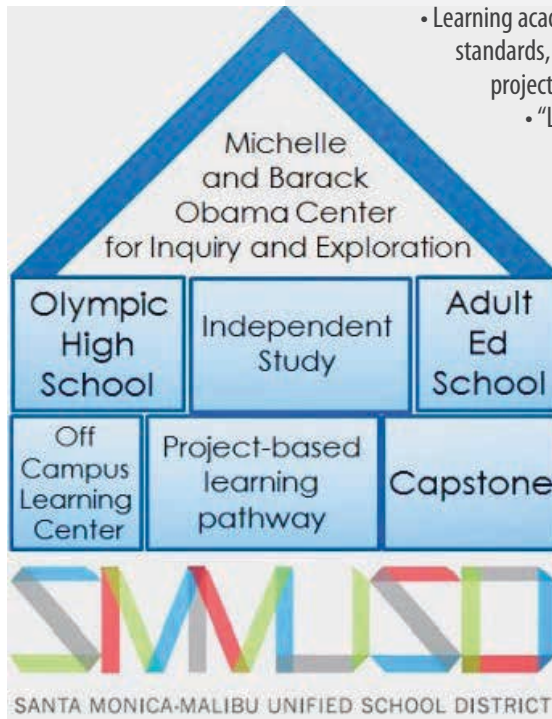 • Learning acad
standards,
project
• “L
Michelle
and Barack
Obama Center
for Inquiry and Exploration
Olympic
High
School
Independent
Study
Adult
Ed
School
Off
Campus
Learning
Center
Project-based
learning
pathway
Capstone
SMMUSD
SANTA MONICA-MALIBU UNIFIED SCHOOL DISTRICT